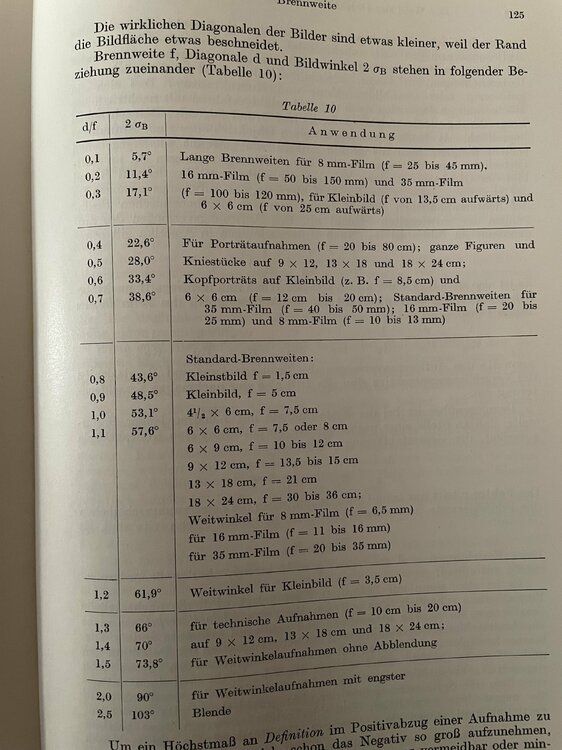 Brennweite
125
Die wirklichen Diagonalen der Bilder sind etwas kleiner, weil der Rand
die Bildfläche etwas beschneidet.
Brennweite f, Diagonale d und Bildwinkel 2 σB stehen in folgender Be-
ziehung zueinander (Tabelle 10):
Tabelle 10
d/f 2 σB Anwendung
0,1 5,7° Lange Brennweiten für 8 mm-Film (f = 25 bis 45 mm).
0,2 11,4° 16 mm-Film (f = 50 bis 150 mm) und 35 mm-Film
0,3 17,1° (f = 100 bis 120 mm), für Kleinbild (f von 13,5 cm aufwärts) und
6 × 6 cm (f von 25 cm aufwärts)
0,4 22,6° Für Porträtaufnahmen (f = 20 bis 80 cm); ganze Figuren und
0,5 28,0° Kniestücke auf 9 × 12, 13 × 18 und 18 × 24 cm;
0,6 33,4° Kopfporträts auf Kleinbild (z. B. f = 8,5 cm) und
0,7 38,6° 6 × 6 cm (f = 12 cm bis 20 cm); Standard-Brennweiten für
35 mm-Film (f = 40 bis 50 mm); 16 mm-Film (f = 20 bis
25 mm) und 8 mm-Film (f = 10 bis 13 mm)
Standard-Brennweiten:
0,8 43,6° Kleinstbild f = 1,5 cm
0,9 48,5° Kleinbild, f = 5 cm
1,0 53,1° 4¹/₂ × 6 cm, f = 7,5 cm
1,1 57,6° 6 × 6 cm, f = 7,5 oder 8 cm
6 × 9 cm, f = 10 bis 12 cm
9 × 12 cm, f = 13,5 bis 15 cm
13 × 18 cm, f = 21 cm
18 × 24 cm, f = 30 bis 36 cm;
Weitwinkel für 8 mm-Film (f = 6,5 mm)
für 16 mm-Film (f = 11 bis 16 mm)
für 35 mm-Film (f = 20 bis 35 mm)
1,2 61,9° Weitwinkel für Kleinbild (f = 3,5 cm)
1,3 66° für technische Aufnahmen (f = 10 cm bis 20 cm)
1,4 70° auf 9 × 12 cm, 13 × 18 cm und 18 × 24 cm;
1,5 73,8° für Weitwinkelaufnahmen ohne Abblendung
2,0 90° für Weitwinkelaufnahmen mit engster
2,5 103° Blende
Um ein Höchstmaß an Definition im Positivabzug einer Aufnahme zu
schon das Negativ so groß aufzunehmen,
vermeidbar oder min-